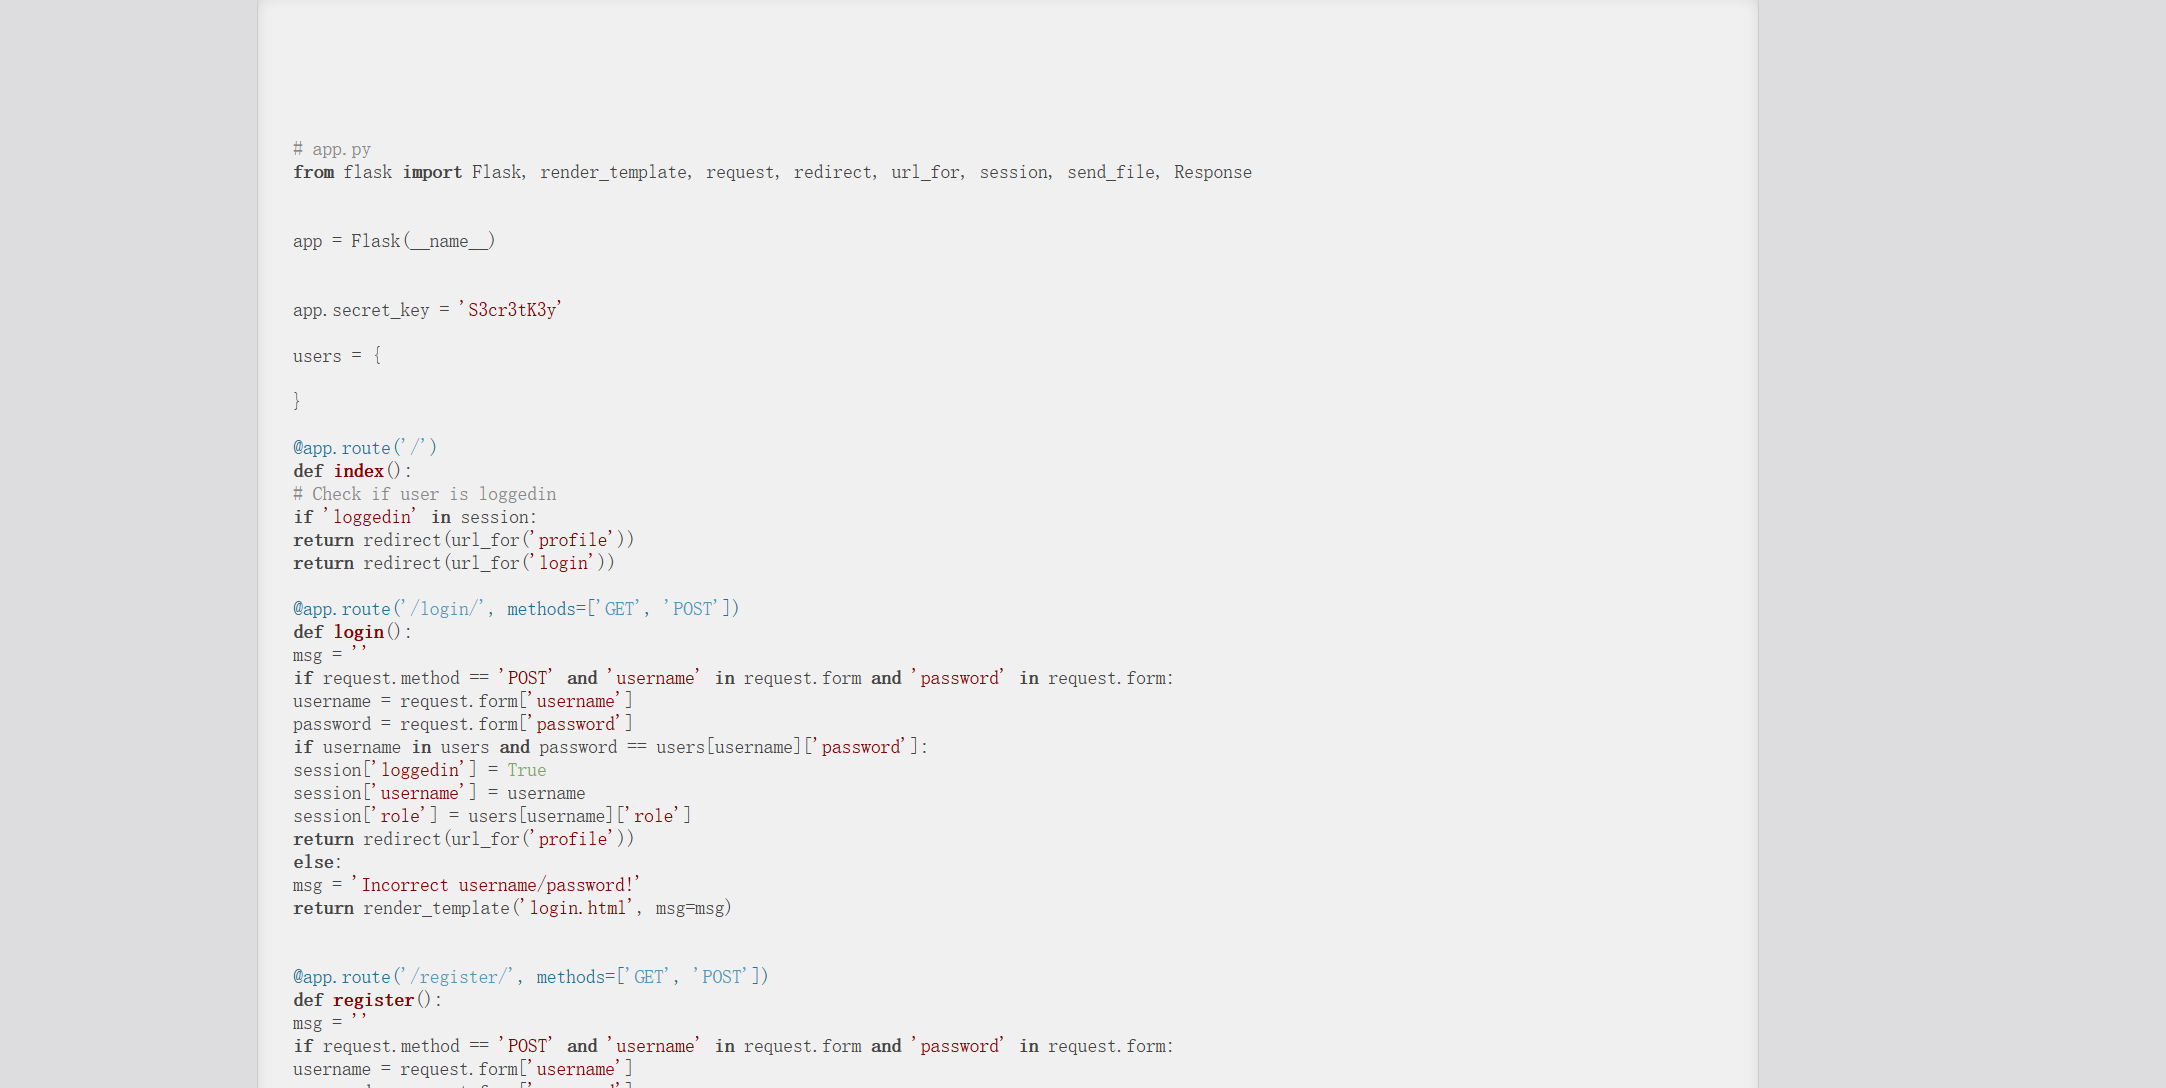 # app.py
from flask import Flask, render_template, request, redirect, url_for, session, send_file, Response
app = Flask(__name__)
app.secret_key = 'S3cr3tK3y'
users = {
}
@app.route('/')
def index():
# Check if user is loggedin
if 'loggedin' in session:
return redirect(url_for('profile'))
return redirect(url_for('login'))
@app.route('/login/', methods=['GET', 'POST'])
def login():
msg = ''
if request.method == 'POST' and 'username' in request.form and 'password' in request.form:
username = request.form['username']
password = request.form['password']
if username in users and password == users[username]['password']:
session['loggedin'] = True
session['username'] = username
session['role'] = users[username]['role']
return redirect(url_for('profile'))
else:
msg = 'Incorrect username/password!'
return render_template('login.html', msg=msg)
@app.route('/register/', methods=['GET', 'POST'])
def register():
msg = ''
if request.method == 'POST' and 'username' in request.form and 'password' in request.form:
username = request.form['username']